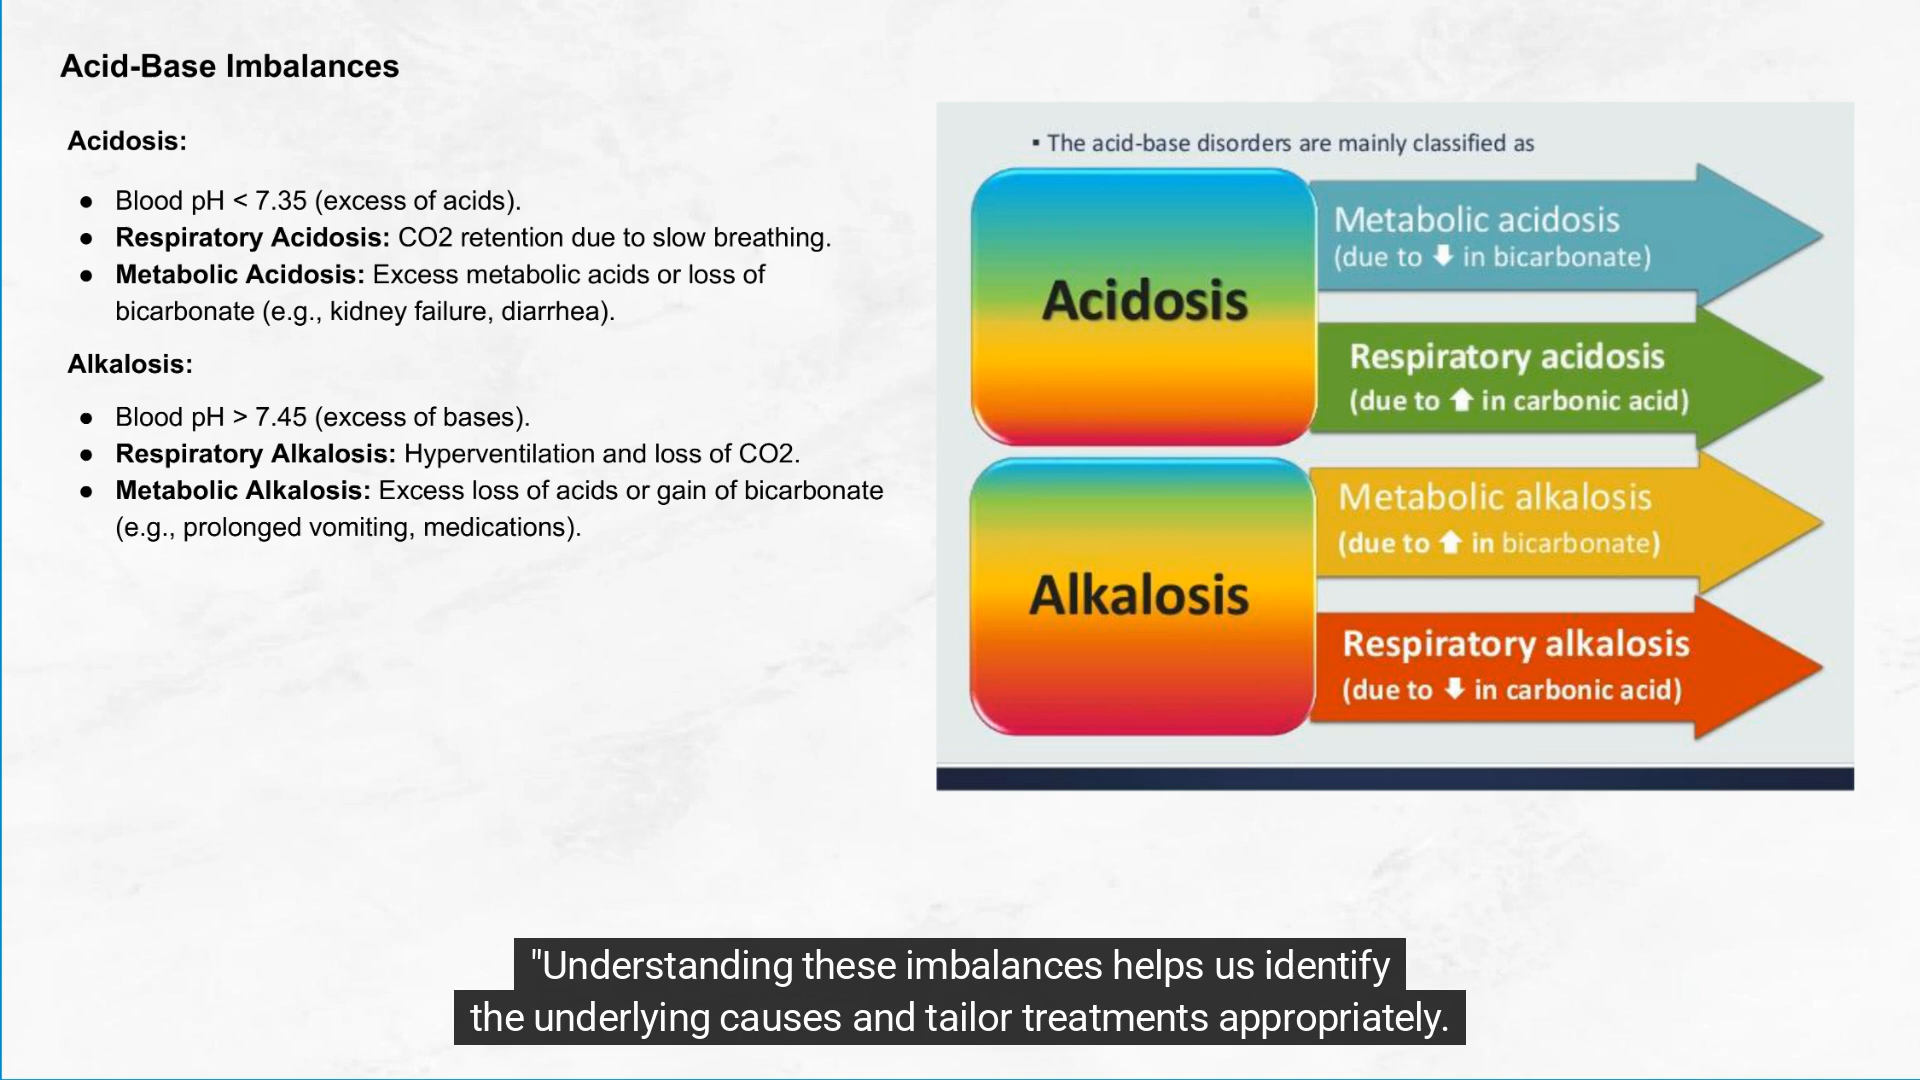 Acid-Base Imbalances
Acidosis:
● Blood pH < 7.35 (excess of acids).
● Respiratory Acidosis: CO2 retention due to slow breathing.
● Metabolic Acidosis: Excess metabolic acids or loss of
bicarbonate (e.g., kidney failure, diarrhea).
Alkalosis:
● Blood pH > 7.45 (excess of bases).
● Respiratory Alkalosis: Hyperventilation and loss of CO2.
● Metabolic Alkalosis: Excess loss of acids or gain of bicarbonate
(e.g., prolonged vomiting, medications).
▪ The acid-base disorders are mainly classified as
Acidosis
Metabolic acidosis
(due to ⬇ in bicarbonate)
Respiratory acidosis
(due to ⬆ in carbonic acid)
Alkalosis
Metabolic alkalosis
(due to ⬆ in bicarbonate)
Respiratory alkalosis
(due to ⬇ in carbonic acid)
"Understanding these imbalances helps us identify
the underlying causes and tailor treatments appropriately.